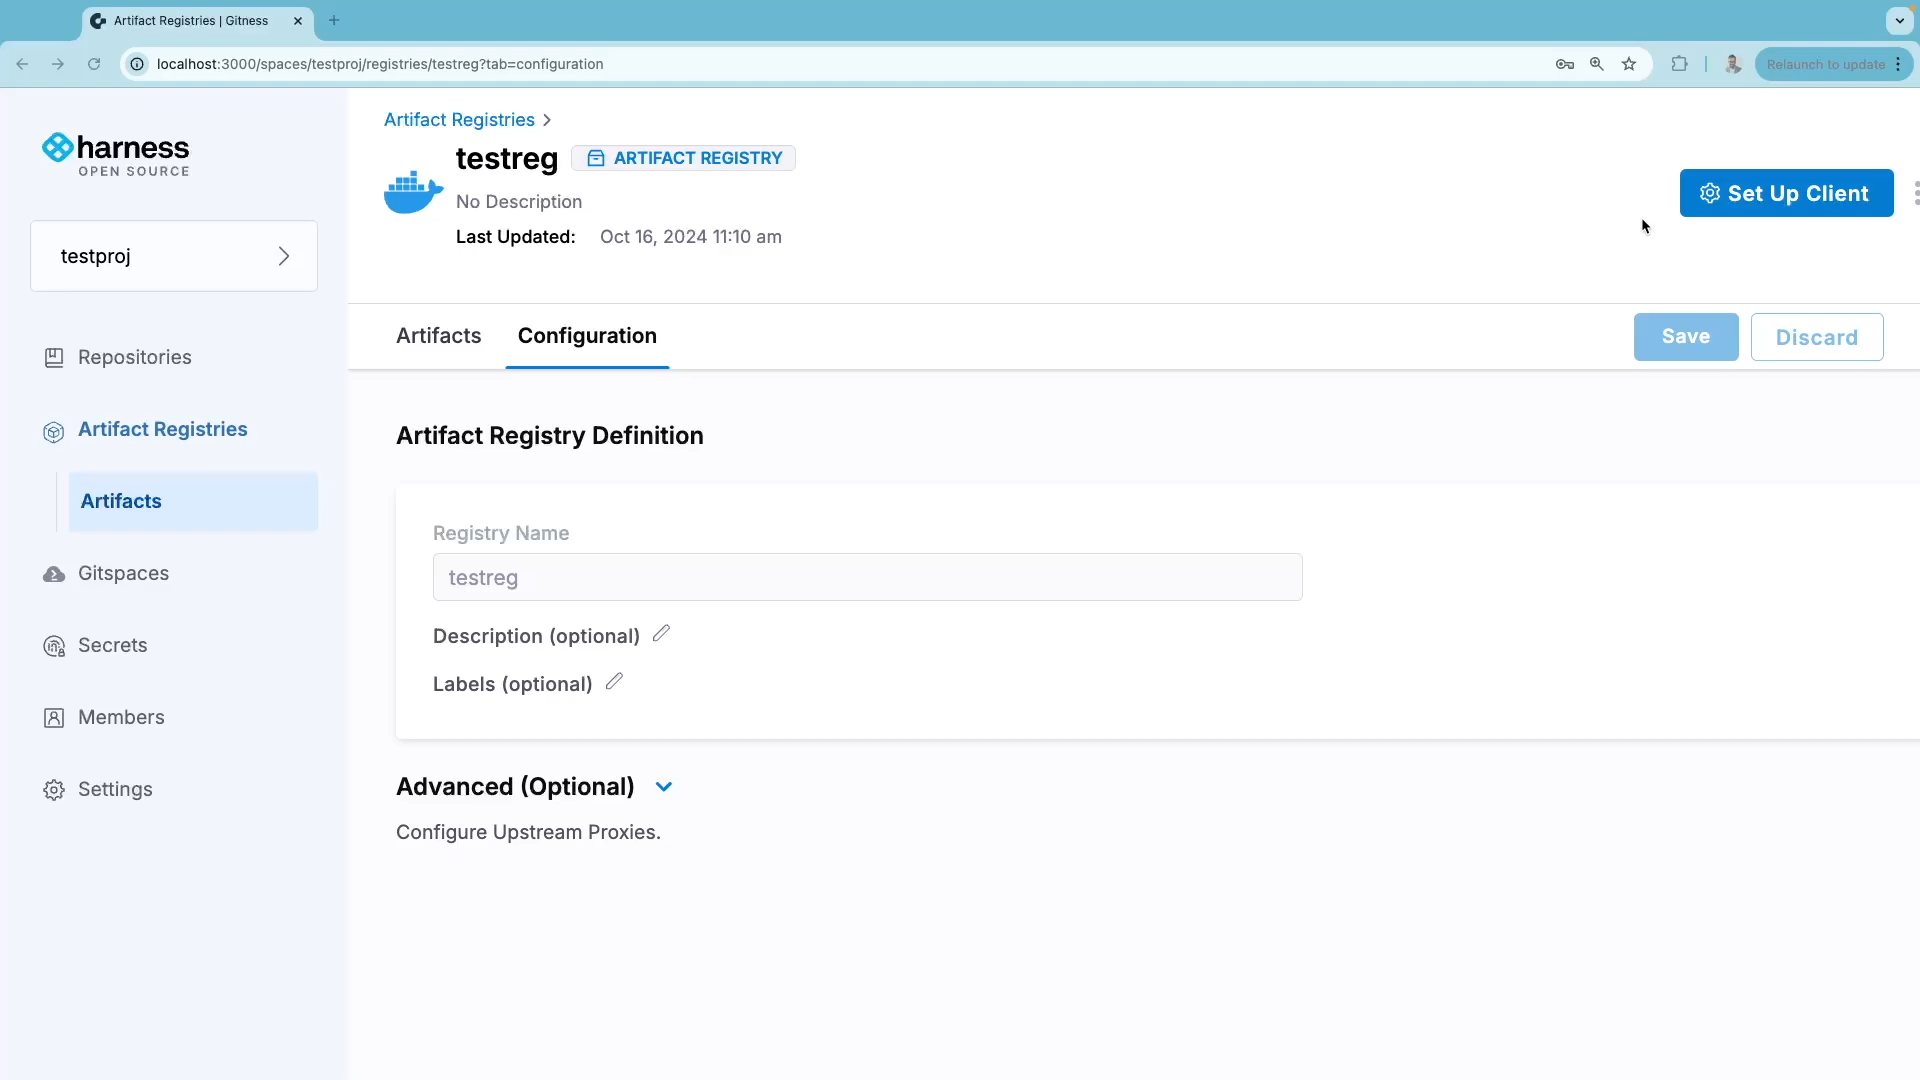 Artifact Registries | Gitness
localhost:3000/spaces/testproj/registries/testreg?tab=configuration
Relaunch to update
harness
OPEN SOURCE
testproj
Repositories
Artifact Registries
Artifacts
Gitspaces
Secrets
Members
Settings
Artifact Registries
testreg
ARTIFACT REGISTRY
No Description
Last Updated: Oct 16, 2024 11:10 am
Set Up Client
Artifacts
Configuration
Save
Discard
Artifact Registry Definition
Registry Name
testreg
Description (optional)
Labels (optional)
Advanced (Optional)
Configure Upstream Proxies.